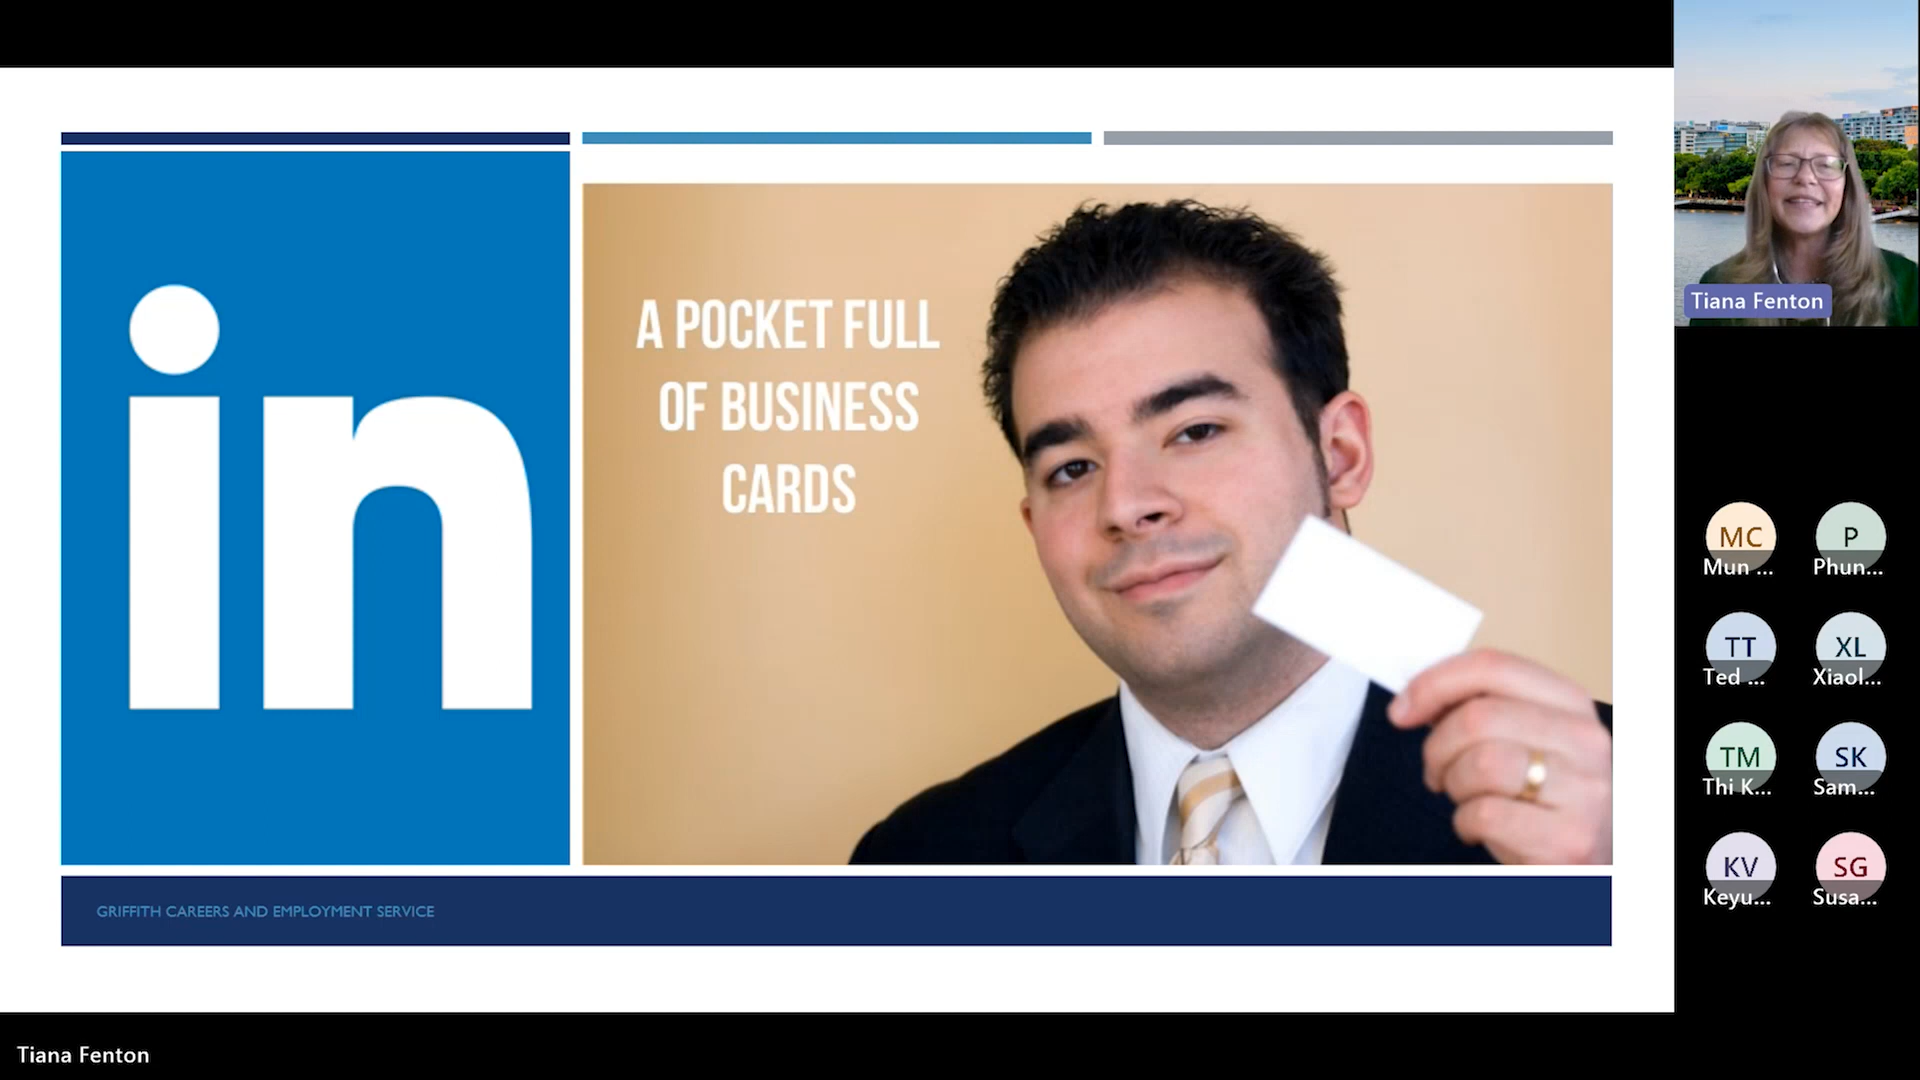 in
A POCKET FULL
OF BUSINESS
CARDS
GRIFFITH CAREERS AND EMPLOYMENT SERVICE
Tiana Fenton
MC
Mun ...
P
Phun...
TT
Ted ...
XL
Xiaol...
TM
Thi K...
SK
Sam...
KV
Keyu...
SG
Susa...
Tiana Fenton